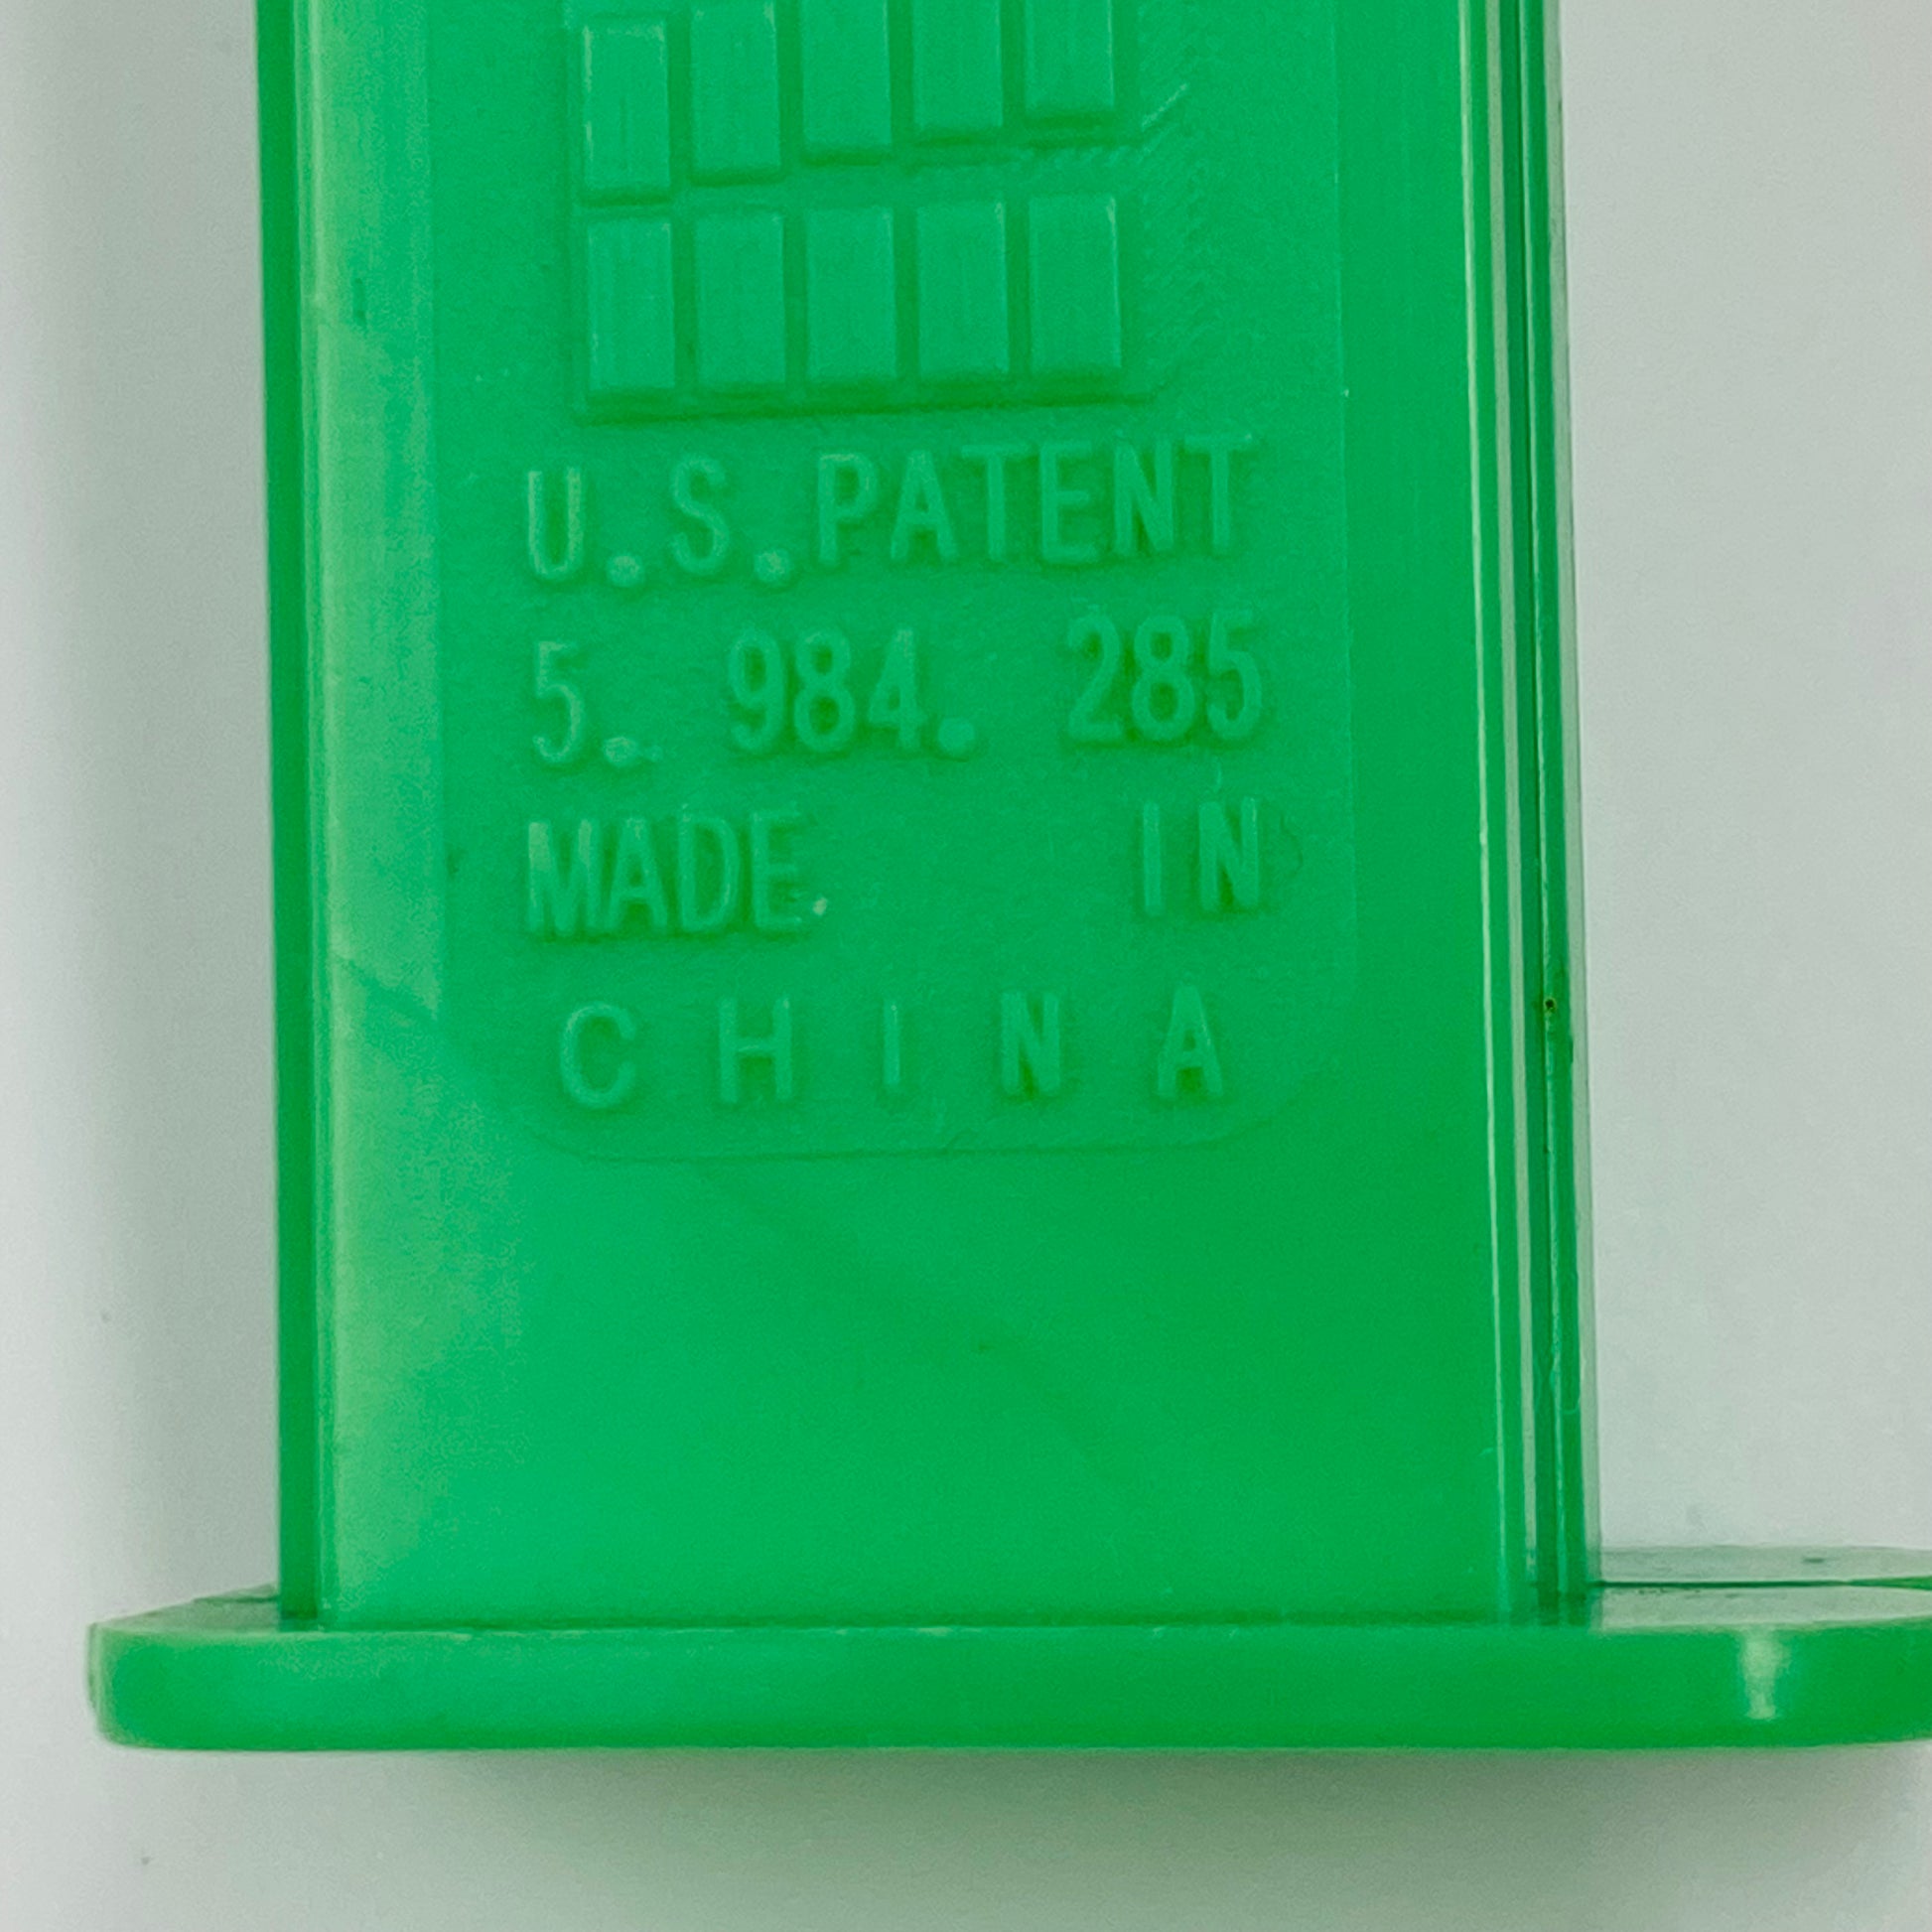 U.S.PATENT
5. 984. 285
MADE IN
CHINA